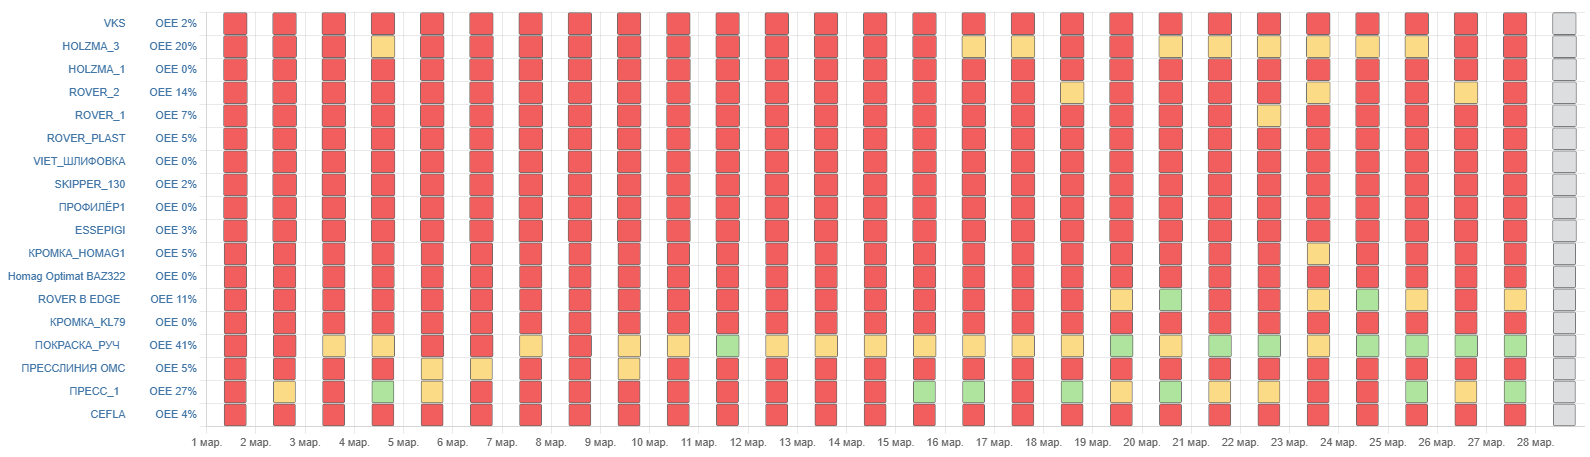 VKS OEE 2%
HOLZMA_3 OEE 20%
HOLZMA_1 OEE 0%
ROVER_2 OEE 14%
ROVER_1 OEE 7%
ROVER_PLAST OEE 5%
VIET_ШЛИФОВКА OEE 0%
SKIPPER_130 OEE 2%
ПРОФИЛЁР1 OEE 0%
ESSEPIGI OEE 3%
КРОМКА_HOMAG1 OEE 5%
Homag Optimat BAZ322 OEE 0%
ROVER B EDGE OEE 11%
КРОМКА_KL79 OEE 0%
ПОКРАСКА_РУЧ OEE 41%
ПРЕССЛИНИЯ ОМС OEE 5%
ПРЕСС_1 OEE 27%
CEFLA OEE 4%
1 мар. 2 мар. 3 мар. 4 мар. 5 мар. 6 мар. 7 мар. 8 мар. 9 мар. 10 мар. 11 мар. 12 мар. 13 мар. 14 мар. 15 мар. 16 мар. 17 мар. 18 мар. 19 мар. 20 мар. 21 мар. 22 мар. 23 мар. 24 мар. 25 мар. 26 мар. 27 мар. 28 мар.